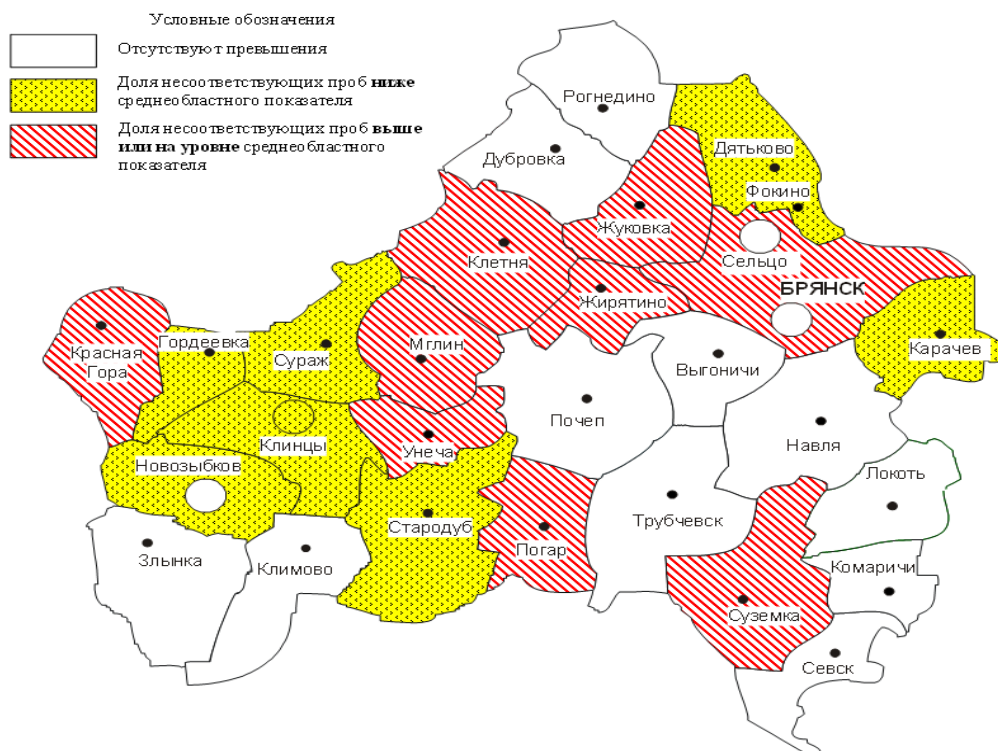 Условные обозначения
Отсутствуют превышения
Доля несоответствующих проб ниже
среднеобластного показателя
Доля несоответствующих проб выше
или на уровне среднеобластного
показателя
Рогнедино
Дубровка
Дятьково
Фокино
Жуковка
Клетня
Сельцо
Жирятино
БРЯНСК
Гордеевка
Красная
Гора
Сураж
Мглин
Карачев
Выгоничи
Почеп
Клинцы
Унеча
Навля
Новозыбков
Локоть
Стародуб
Трубчевск
Погар
Злынка
Климово
Комаричи
Суземка
Севск